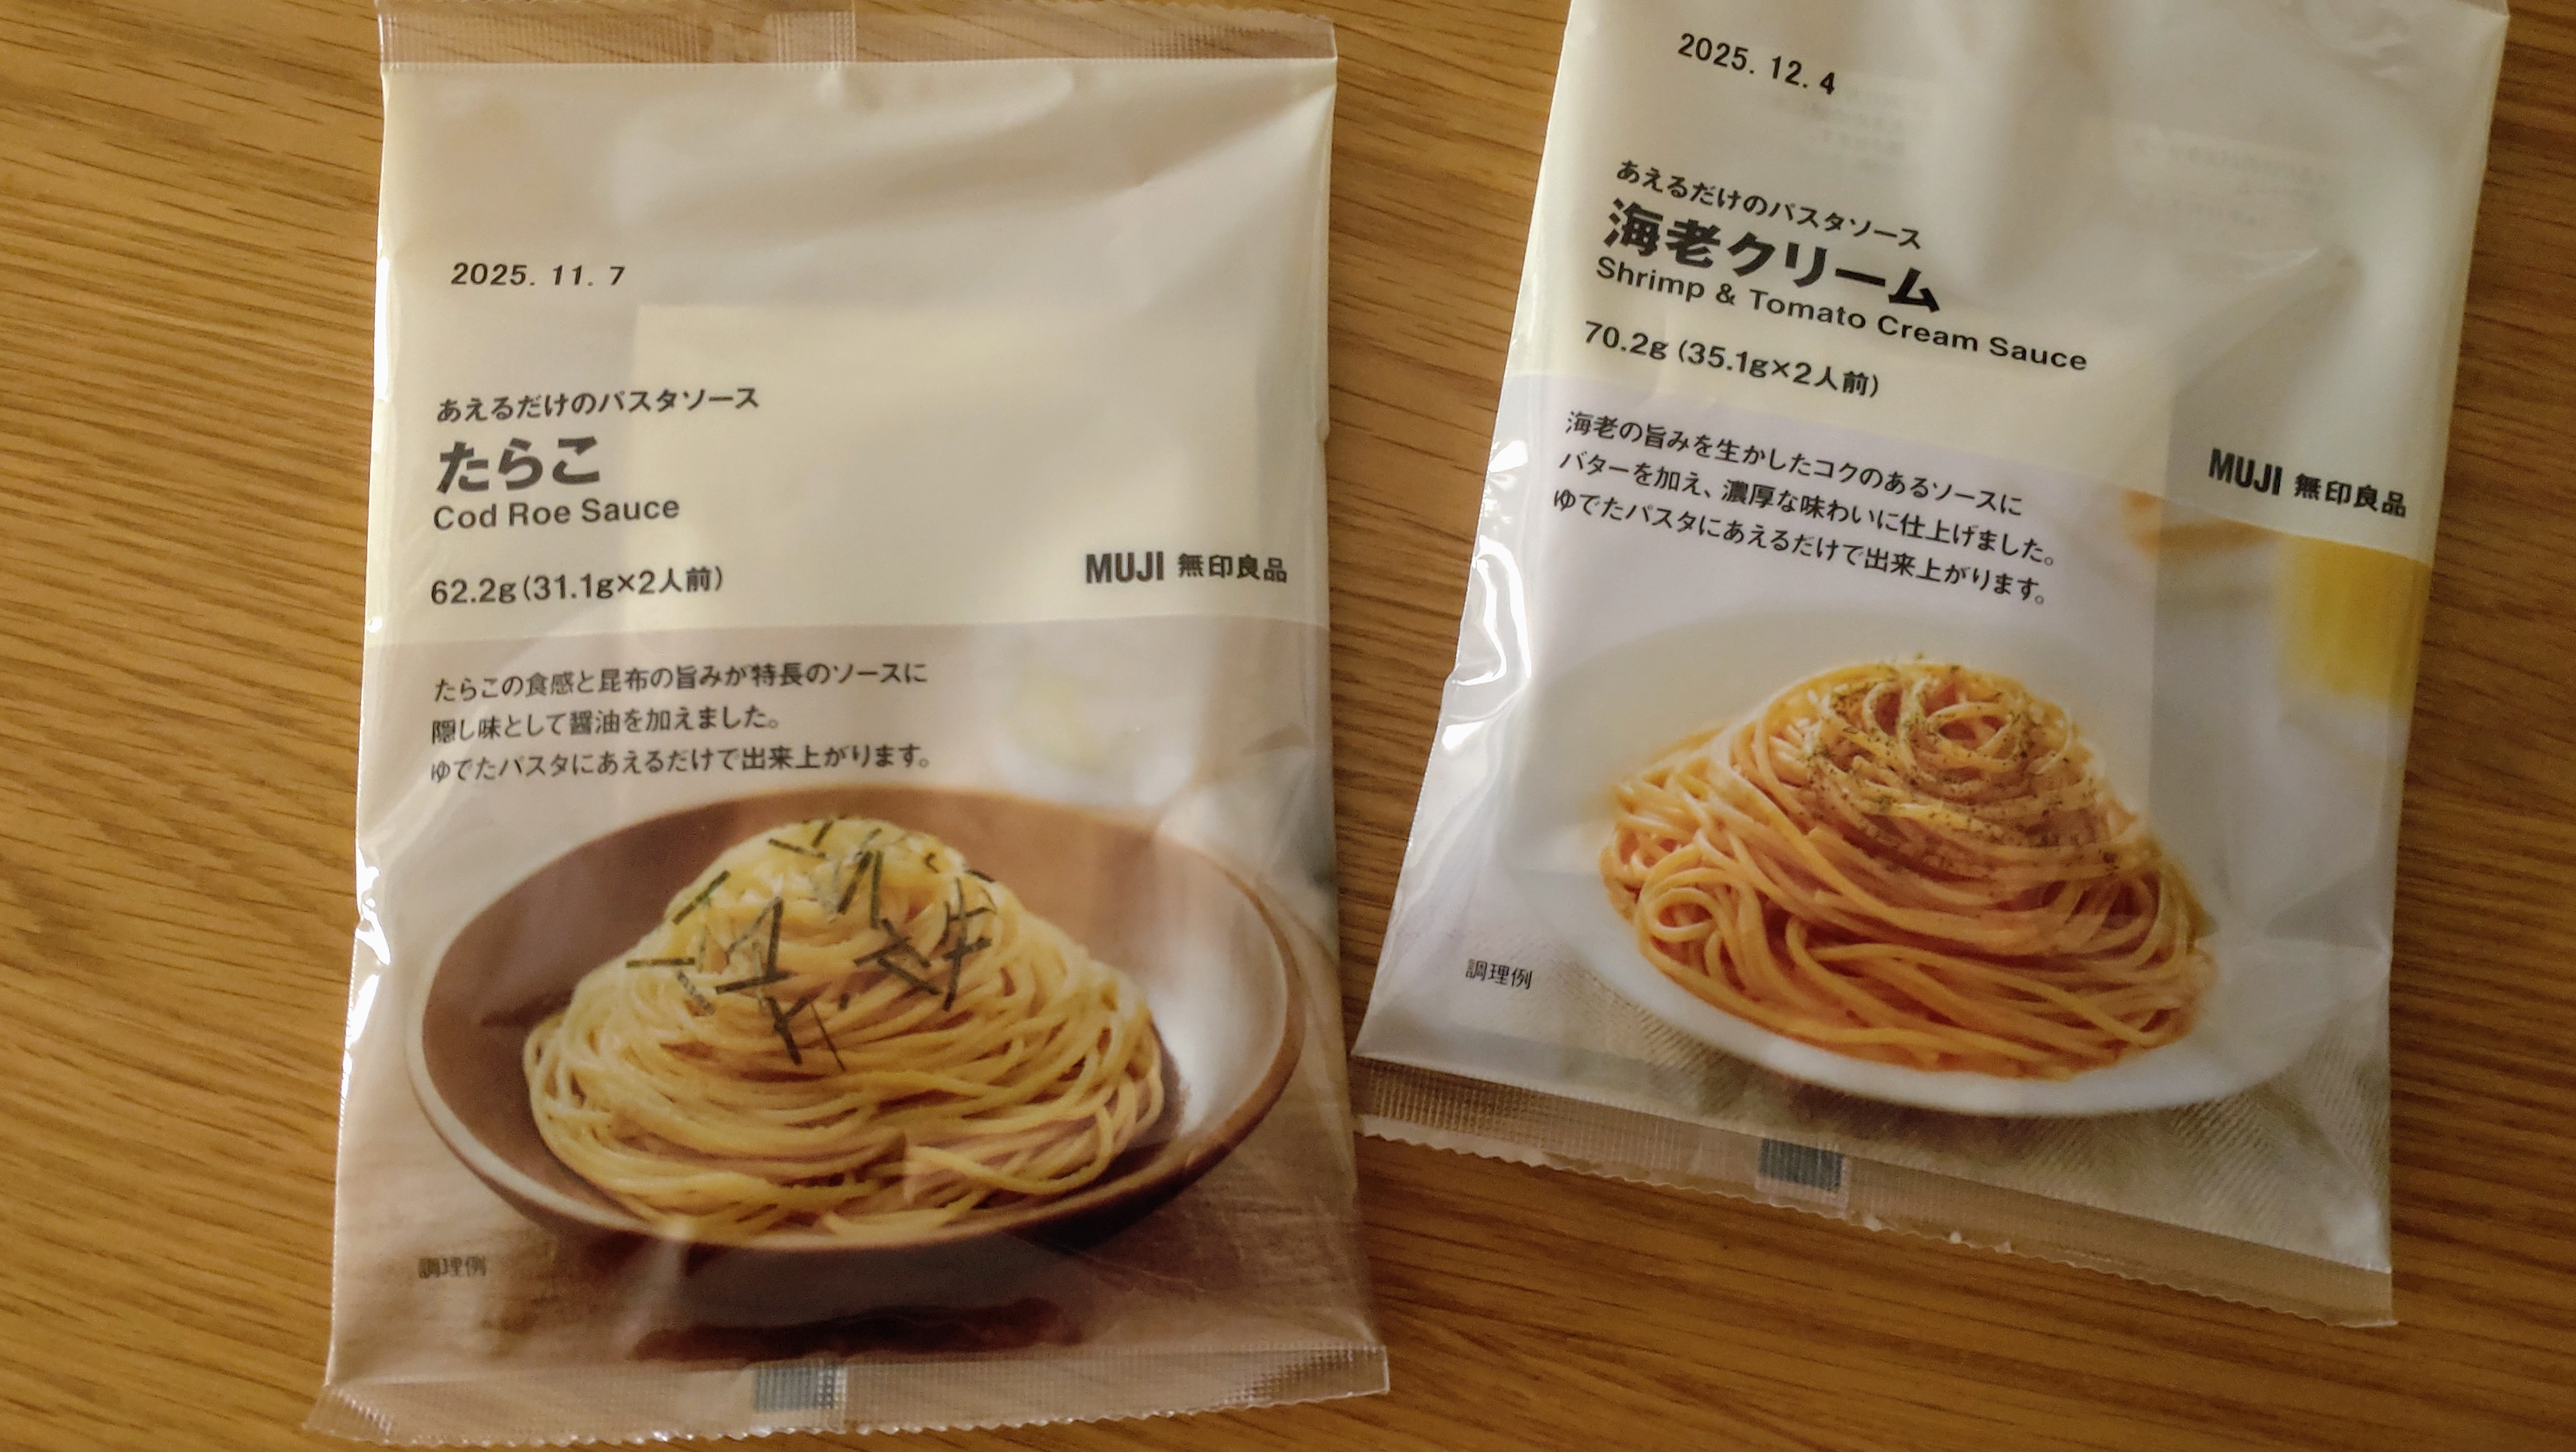 2025. 11. 7
あえるだけのパスタソース
たらこ
Cod Roe Sauce
62.2g(31.1g×2人前)
MUJI 無印良品
たらこの食感と昆布の旨みが特長のソースに
隠し味として醤油を加えました。
ゆでたパスタにあえるだけで出来上がります。
調理例
2025. 12. 4
あえるだけのパスタソース
海老クリーム
Shrimp & Tomato Cream Sauce
70.2g(35.1g×2人前)
MUJI 無印良品
海老の旨みを生かしたコクのあるソースに
バターを加え、濃厚な味わいに仕上げました。
ゆでたパスタにあえるだけで出来上がります。
調理例